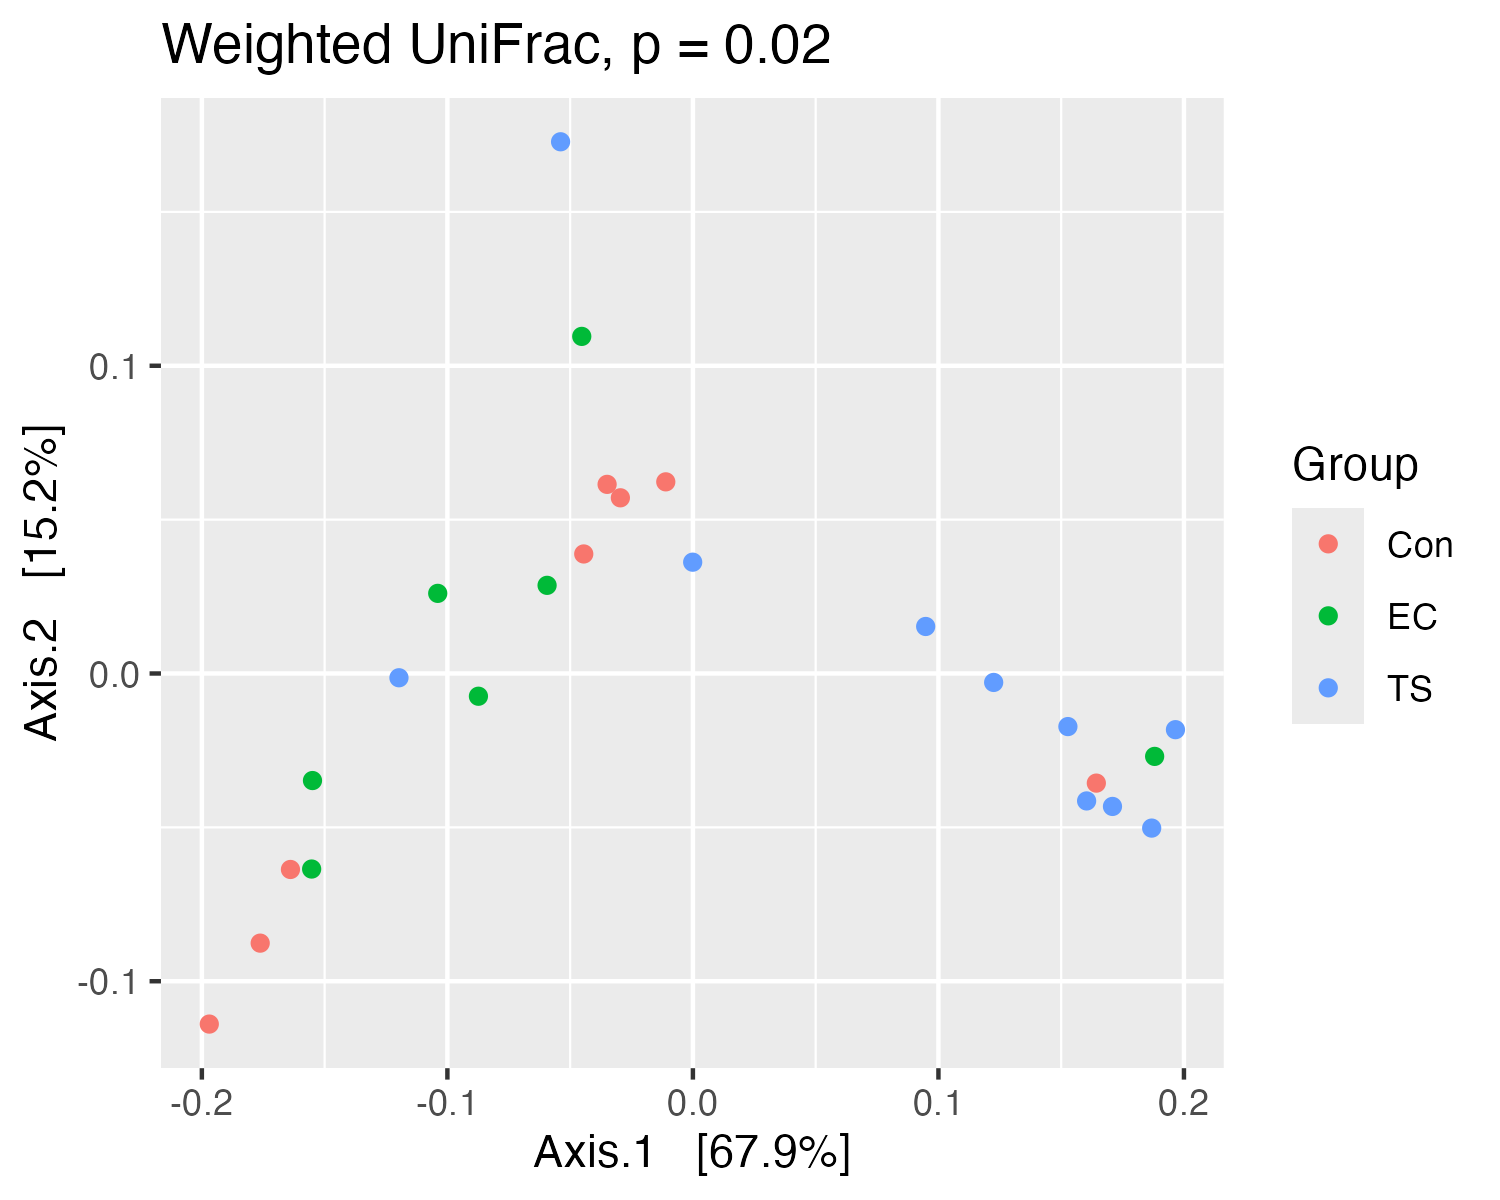 Weighted UniFrac, p = 0.02
0.1
0.0
-0.1
Axis.2 [15.2%]
-0.2 -0.1 0.0 0.1 0.2
Axis.1 [67.9%]
Group
Con
EC
TS